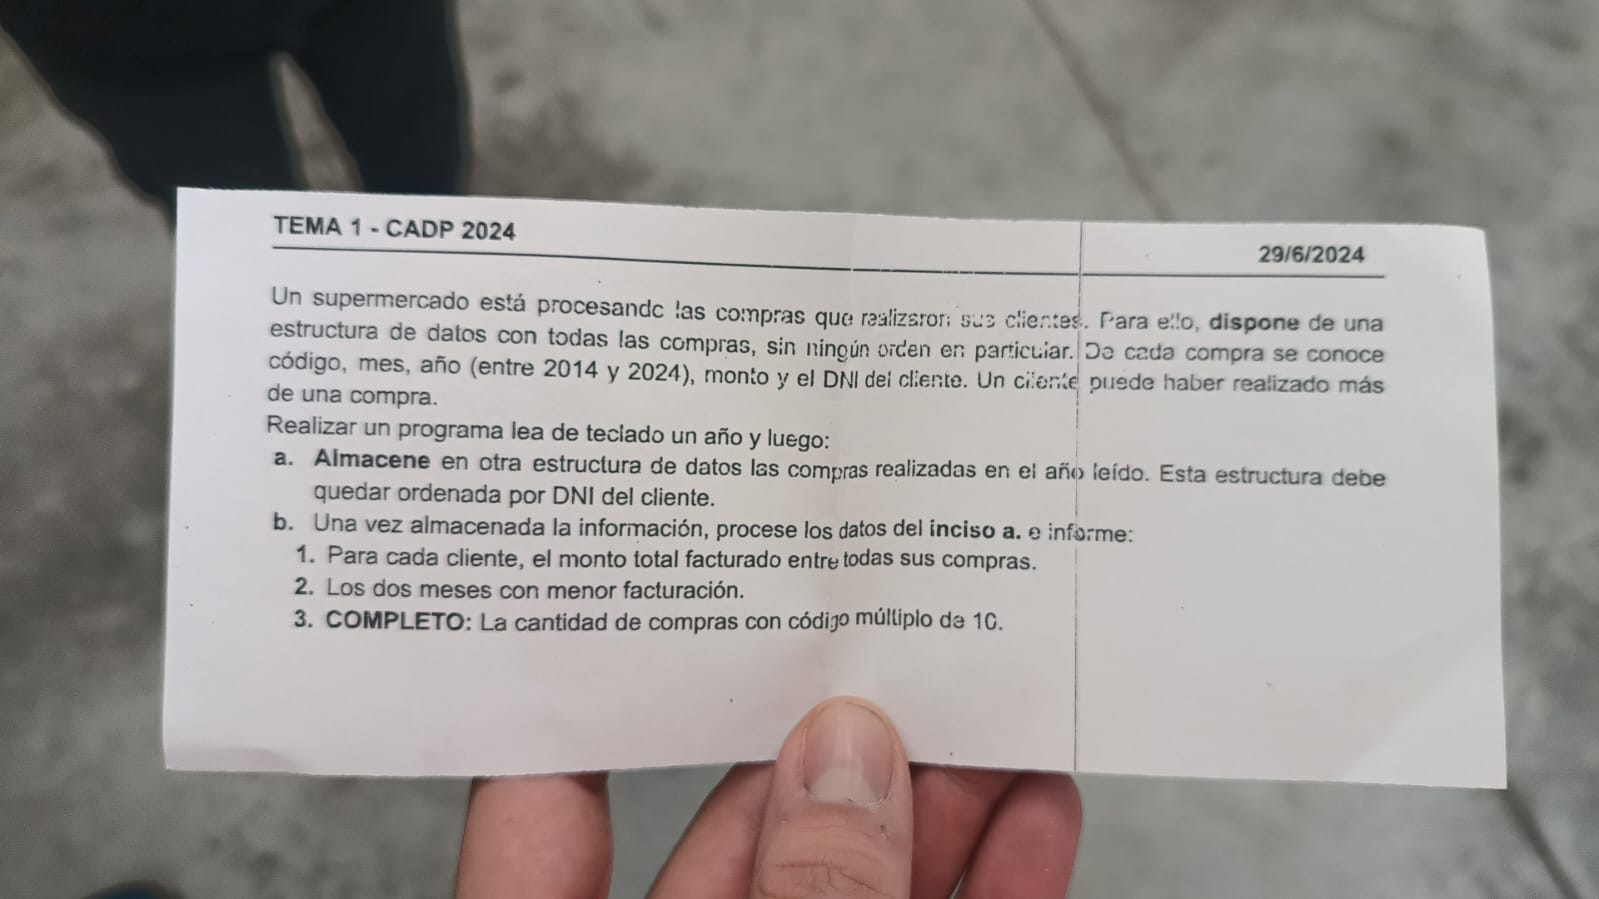 TEMA 1 - CADP 2024
29/6/2024
Un supermercado está procesando las compras que realizaron sus clientes. Para ello, dispone de una
estructura de datos con todas las compras, sin ningún orden en particular. De cada compra se conoce
código, mes, año (entre 2014 y 2024), monto y el DNI del cliente. Un cliente puede haber realizado más
de una compra.
Realizar un programa lea de teclado un año y luego:
a. Almacene en otra estructura de datos las compras realizadas en el año leído. Esta estructura debe
quedar ordenada por DNI del cliente.
b. Una vez almacenada la información, procese los datos del inciso a. e informe:
1. Para cada cliente, el monto total facturado entre todas sus compras.
2. Los dos meses con menor facturación.
3. COMPLETO: La cantidad de compras con código múltiplo de 10.